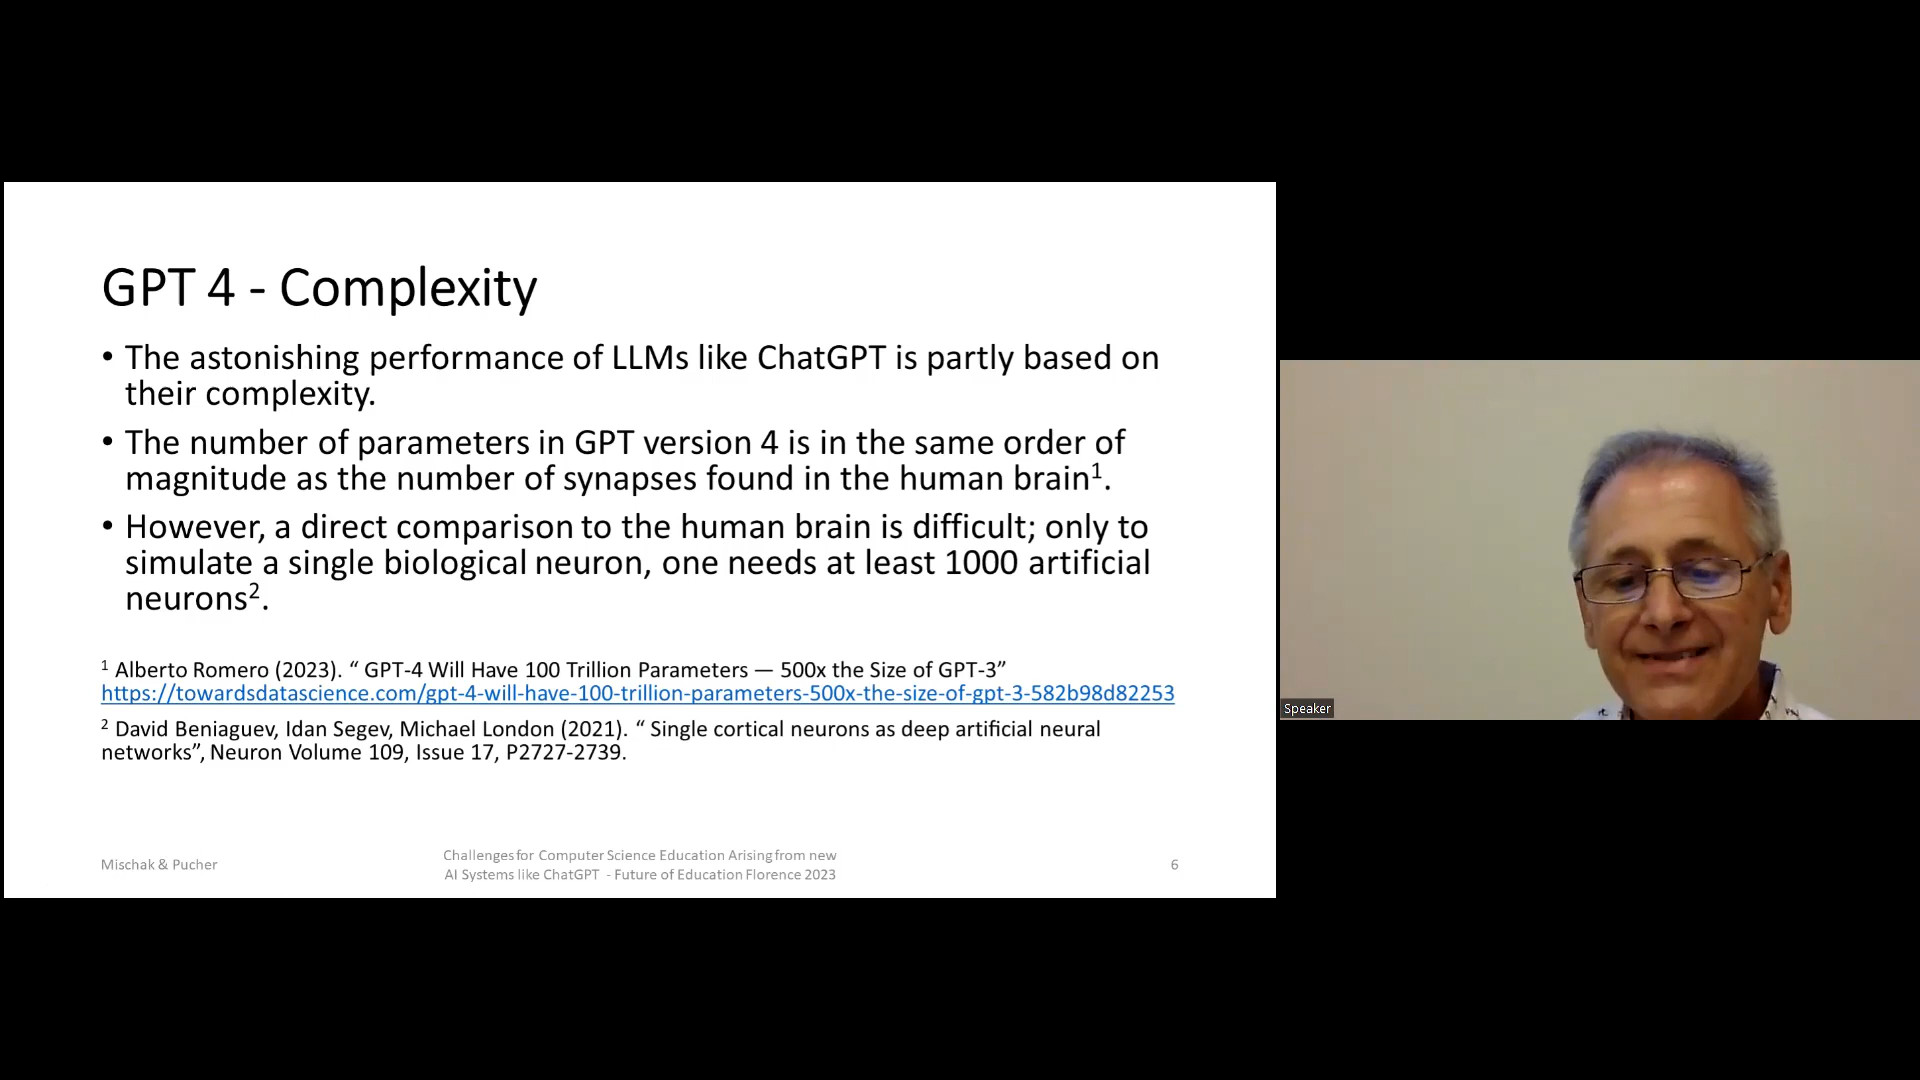 GPT 4 - Complexity
• The astonishing performance of LLMs like ChatGPT is partly based on
their complexity.
• The number of parameters in GPT version 4 is in the same order of
magnitude as the number of synapses found in the human brain¹.
• However, a direct comparison to the human brain is difficult; only to
simulate a single biological neuron, one needs at least 1000 artificial
neurons².
¹ Alberto Romero (2023). “ GPT-4 Will Have 100 Trillion Parameters — 500x the Size of GPT-3”
https://towardsdatascience.com/gpt-4-will-have-100-trillion-parameters-500x-the-size-of-gpt-3-582b98d82253
² David Beniaguev, Idan Segev, Michael London (2021). “ Single cortical neurons as deep artificial neural
networks”, Neuron Volume 109, Issue 17, P2727-2739.
Mischak & Pucher
Challenges for Computer Science Education Arising from new
AI Systems like ChatGPT - Future of Education Florence 2023
6
Speaker